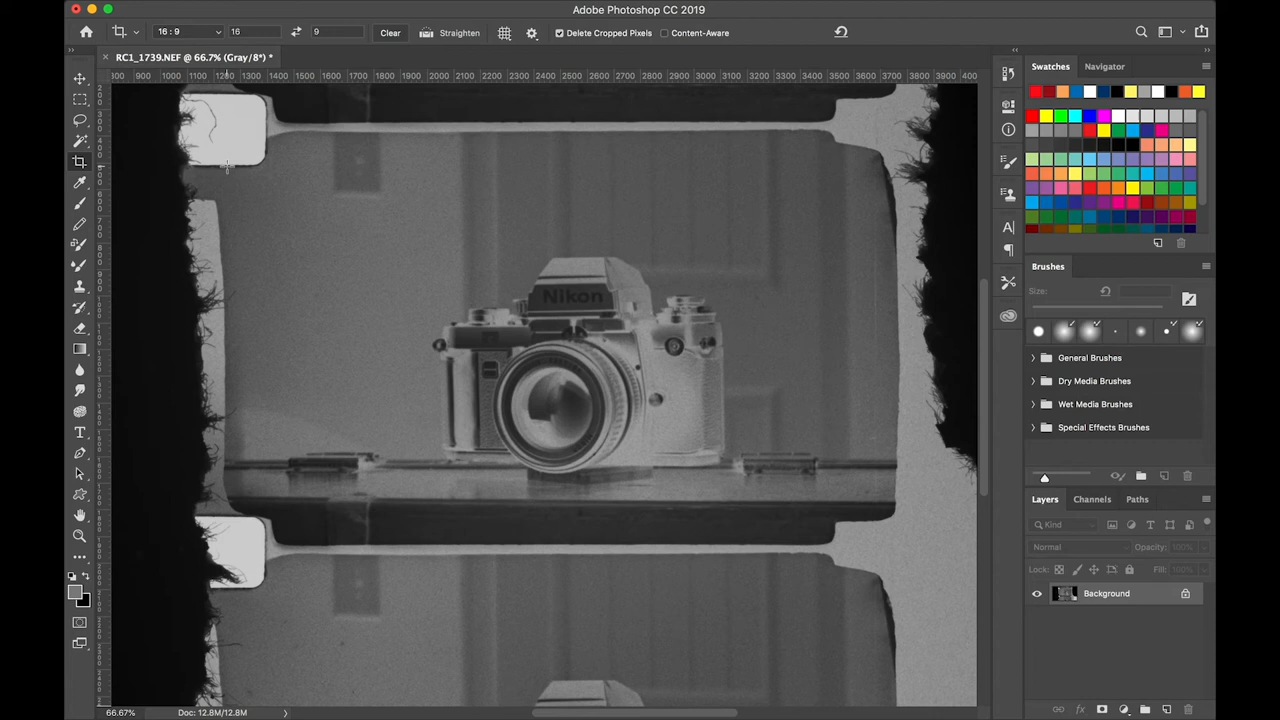 Adobe Photoshop CC 2019
16 : 9
16
9
Clear
Straighten
Delete Cropped Pixels
Content-Aware
× RC1_1739.NEF @ 66.7% (Gray/8*) *
800 900 1000 1100 1200 1300 1400 1500 1600 1700 1800 1900 2000 2100 2200 2300 2400 2500 2600 2700 2800 2900 3000 3100 3200 3300 3400 3500 3600 3700 3800 3900 400
Nikon
Swatches
Navigator
Brushes
Size:
General Brushes
Dry Media Brushes
Wet Media Brushes
Special Effects Brushes
Layers
Channels
Paths
Kind
Normal
Opacity: 100%
Lock:
Fill: 100%
Background
66.67%
Doc: 12.8M/12.8M